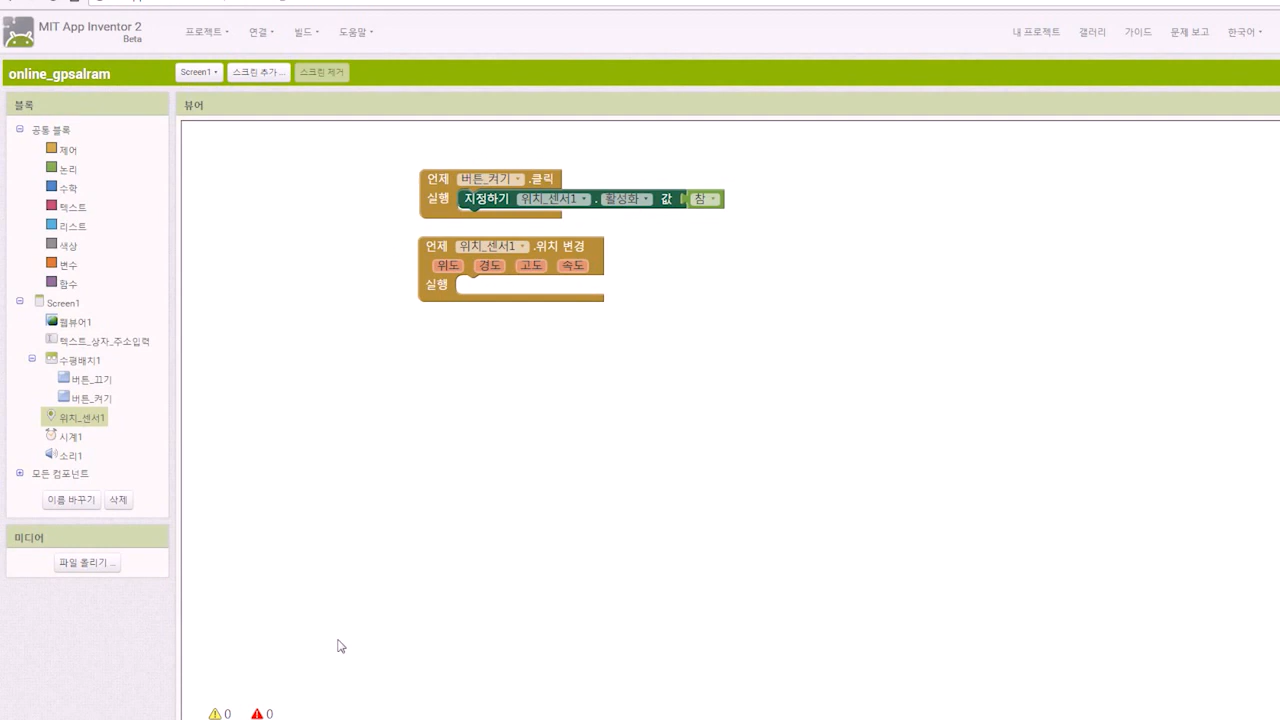 MIT App Inventor 2
Beta
프로젝트 연결 빌드 도움말
내 프로젝트 갤러리 가이드 문제 보고 한국어
online_gpsalram
Screen1 스크린 추가 ... 스크린 제거
블록
뷰어
공통 블록
제어
논리
수학
텍스트
리스트
색상
변수
함수
Screen1
웹뷰어1
텍스트_상자_주소입력
수평배치1
버튼_끄기
버튼_켜기
위치_센서1
시계1
소리1
모든 컴포넌트
이름 바꾸기 삭제
미디어
파일 올리기 ...
언제 버튼_켜기 .클릭
실행 지정하기 위치_센서1 . 활성화 값 참
언제 위치_센서1 .위치 변경
위도 경도 고도 속도
실행
0 0